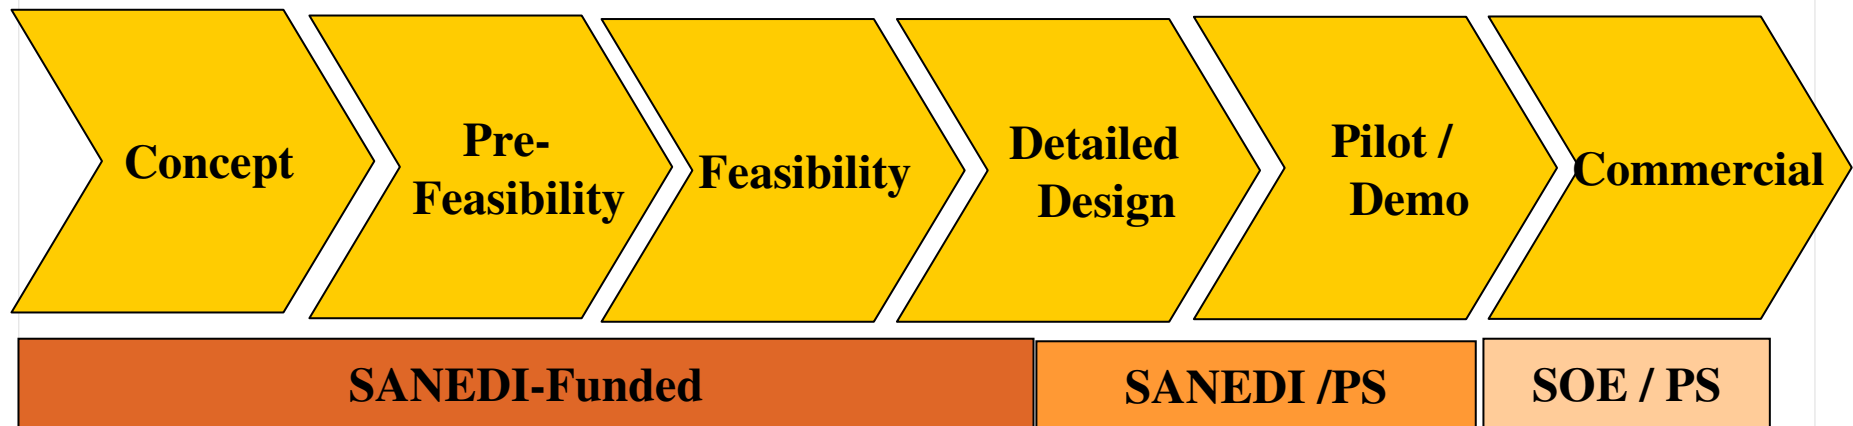 Concept
Pre-
Feasibility
Feasibility
Detailed
Design
Pilot /
Demo
Commercial
SANEDI-Funded
SANEDI /PS
SOE / PS